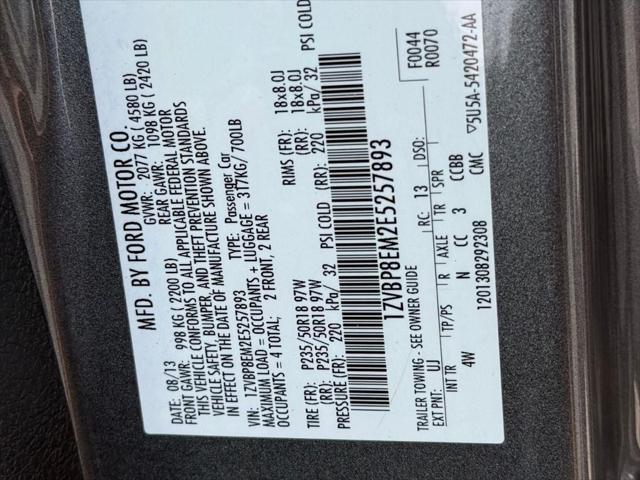 MFD. BY FORD MOTOR CO.
DATE: 08/13 GVWR: 2077 KG ( 4580 LB)
FRONT GAWR: 998 KG ( 2200 LB) REAR GAWR: 1098 KG ( 2420 LB)
THIS VEHICLE CONFORMS TO ALL APPLICABLE FEDERAL MOTOR
VEHICLE SAFETY, BUMPER, AND THEFT PREVENTION STANDARDS
IN EFFECT ON THE DATE OF MANUFACTURE SHOWN ABOVE.
VIN: 1ZVBP8EM2E5257893 TYPE: Passenger Car
MAXIMUM LOAD = OCCUPANTS + LUGGAGE = 317KG/700LB
OCCUPANTS = 4 TOTAL; 2 FRONT, 2 REAR
TIRE (FR): P235/50R18 97W RIMS (FR): 18x8.0J
(RR): P235/50R18 97W (RR): 18x8.0J
PRESSURE (FR): 220 kPa/ 32 PSI COLD (RR): 220 kPa/ 32 PSI COLD
1ZVBP8EM2E5257893
F0044
R0070
TRAILER TOWING - SEE OWNER GUIDE
EXT PNT: UJ RC: 13 DSO:
INT TR TP/PS R AXLE TR SPR
4W N CC 3 CCBB
1201308292308 CMC ▽5U5A-5420472-AA